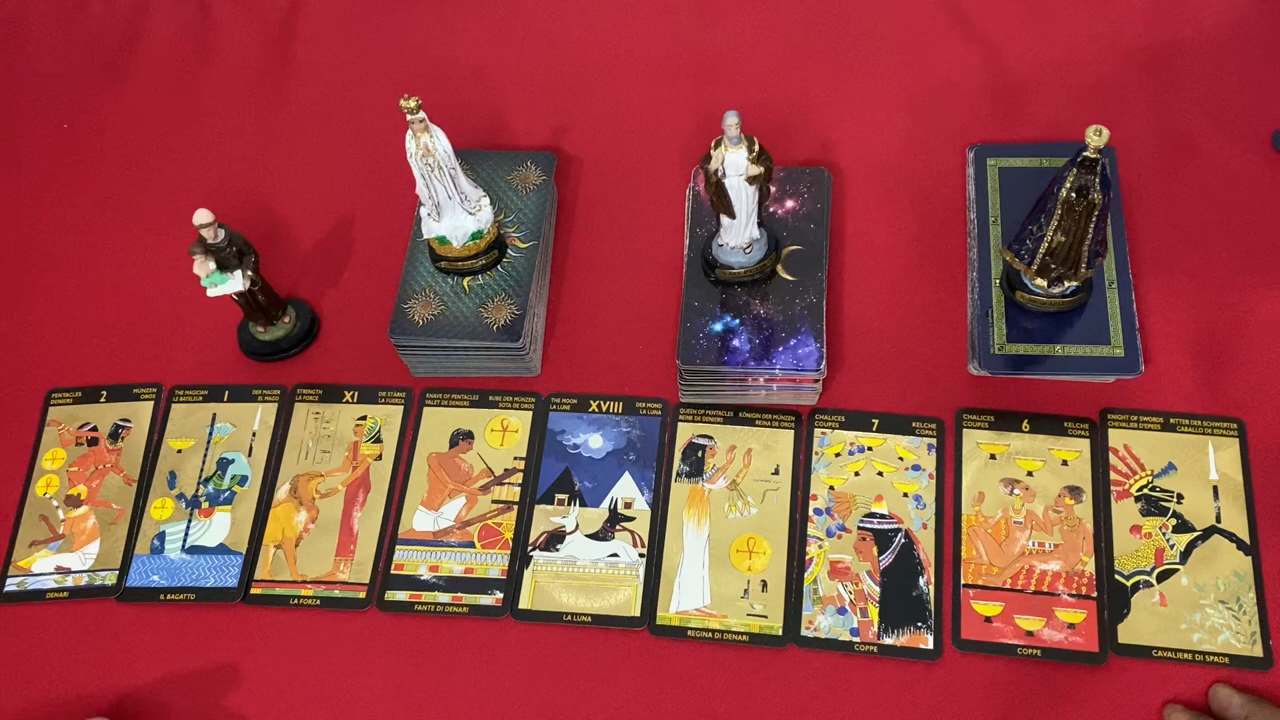 PENTACLES
DENIERS
2
MÜNZEN
OROS
DENARI
THE MAGICIAN
LE BATELEUR
I
DER MAGIER
EL MAGO
IL BAGATTO
STRENGTH
LA FORCE
XI
DIE STÄRKE
LA FUERZA
LA FORZA
KNAVE OF PENTACLES
VALET DE DENIERS
BUBE DER MÜNZEN
SOTA DE OROS
FANTE DI DENARI
THE MOON
LA LUNE
XVIII
DER MOND
LA LUNA
LA LUNA
QUEEN OF PENTACLES
REINE DE DENIERS
KÖNIGIN DER MÜNZEN
REINA DE OROS
REGINA DI DENARI
CHALICES
COUPES
7
KELCHE
COPAS
COPPE
CHALICES
COUPES
6
KELCHE
COPAS
COPPE
KNIGHT OF SWORDS
CHEVALIER D'EPEES
RITTER DER SCHWERTER
CABALLO DE ESPADAS
CAVALIERE DI SPADE